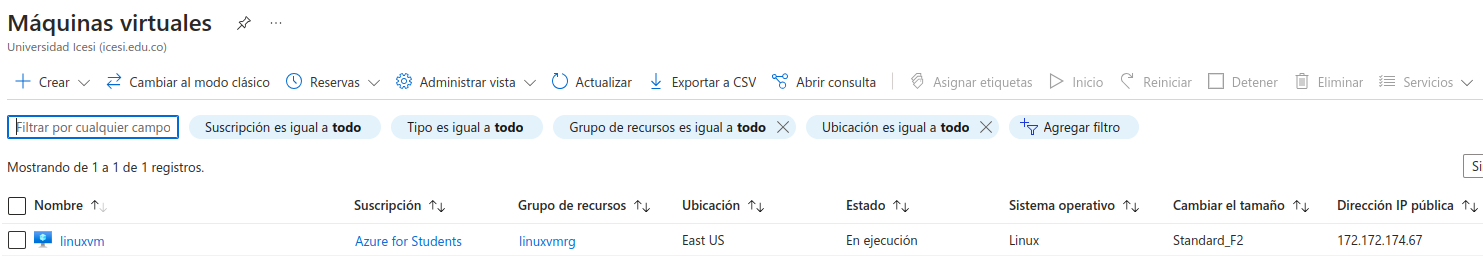 Máquinas virtuales
Universidad Icesi (icesi.edu.co)
Crear Cambiar al modo clásico Reservas Administrar vista Actualizar Exportar a CSV Abrir consulta Asignar etiquetas Inicio Reiniciar Detener Eliminar Servicios
Filtrar por cualquier campo Suscripción es igual a todo Tipo es igual a todo Grupo de recursos es igual a todo Ubicación es igual a todo Agregar filtro
Mostrando de 1 a 1 de 1 registros. Si
Nombre Suscripción Grupo de recursos Ubicación Estado Sistema operativo Cambiar el tamaño Dirección IP pública
linuxvm Azure for Students linuxvmrg East US En ejecución Linux Standard_F2 172.172.174.67